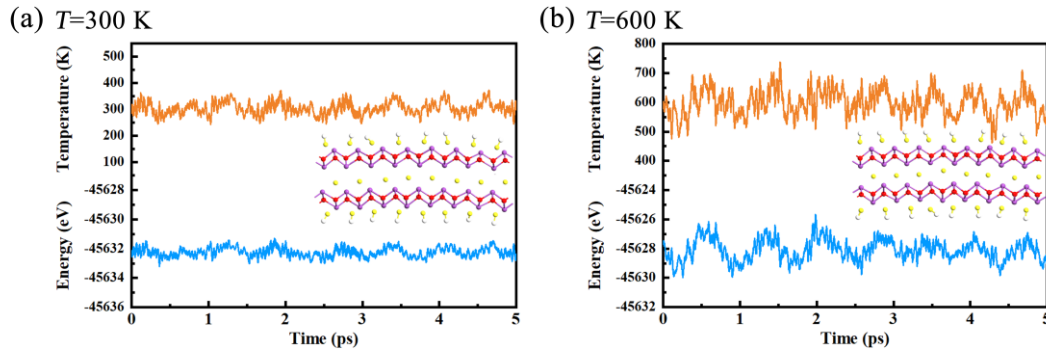 (a) T=300 K
Temperature (K)
500
400
300
200
100
Energy (eV)
-45628
-45630
-45632
-45634
-45636
0 1 2 3 4 5
Time (ps)
(b) T=600 K
Temperature (K)
800
700
600
500
400
Energy (eV)
-45624
-45626
-45628
-45630
-45632
0 1 2 3 4 5
Time (ps)